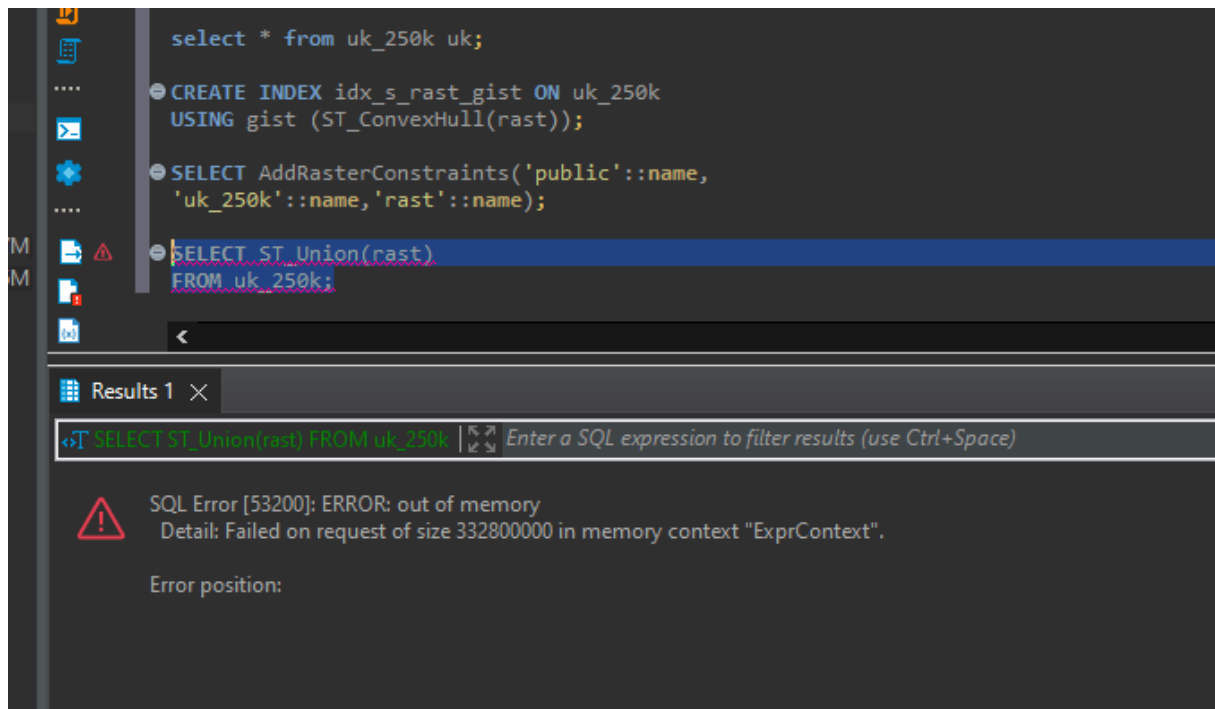 select * from uk_250k uk;
CREATE INDEX idx_s_rast_gist ON uk_250k
USING gist (ST_ConvexHull(rast));
SELECT AddRasterConstraints('public'::name,
'uk_250k'::name,'rast'::name);
SELECT ST_Union(rast)
FROM uk_250k;
Results 1
SELECT ST_Union(rast) FROM uk_250k
Enter a SQL expression to filter results (use Ctrl+Space)
SQL Error [53200]: ERROR: out of memory
Detail: Failed on request of size 332800000 in memory context "ExprContext".
Error position: